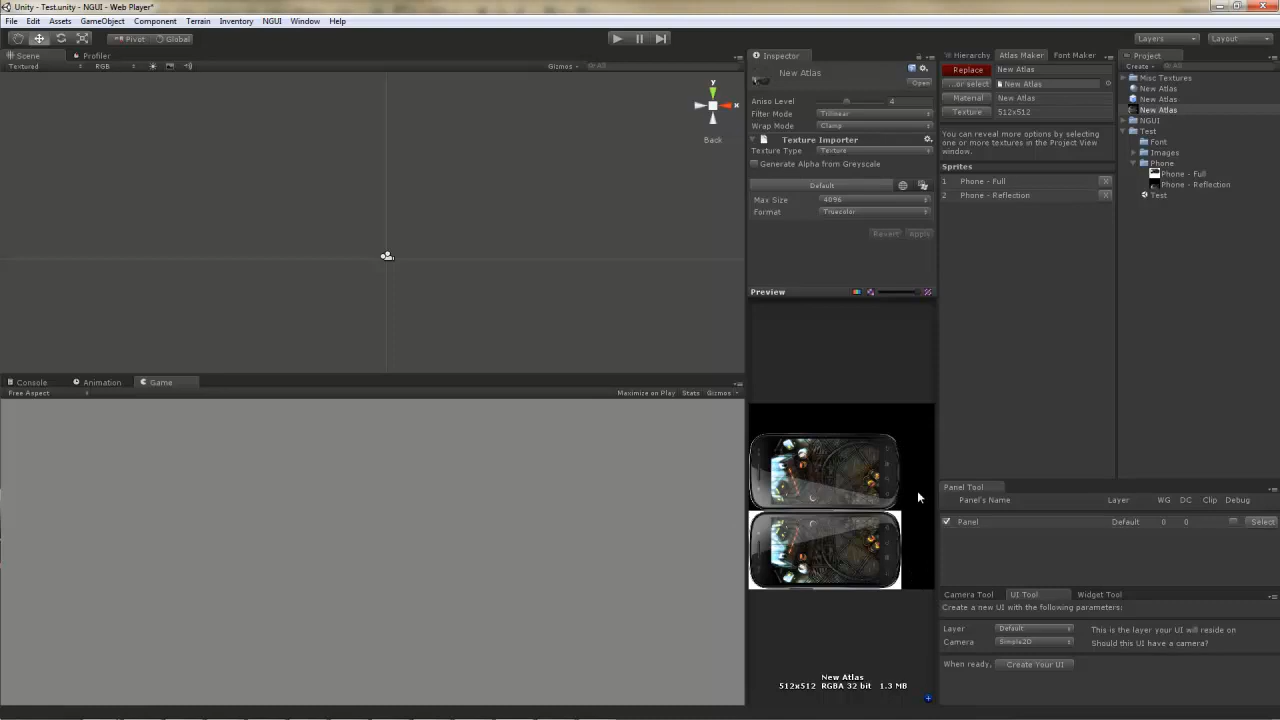 Unity - Test.unity - NGUI - Web Player*
File Edit Assets GameObject Component Terrain Inventory NGUI Window Help
Pivot Global
Layers Layout
Scene Profiler
Textured RGB Gizmos All
y
x
Back
Console Animation Game
Free Aspect Maximize on Play Stats Gizmos
Inspector
New Atlas
Open
Aniso Level 4
Filter Mode Trilinear
Wrap Mode Clamp
Texture Importer
Texture Type Texture
Generate Alpha from Greyscale
Default
Max Size 4096
Format Truecolor
Revert Apply
Preview
New Atlas
512x512 RGBA 32 bit 1.3 MB
Hierarchy Atlas Maker Font Maker
Replace New Atlas
...or select New Atlas
Material New Atlas
Texture 512x512
You can reveal more options by selecting
one or more textures in the Project View
window.
Sprites
1 Phone - Full X
2 Phone - Reflection X
Project
Create All
Misc Textures
New Atlas
New Atlas
New Atlas
NGUI
Test
Font
Images
Phone
Phone - Full
Phone - Reflection
Test
Panel Tool
Panel's Name Layer WG DC Clip Debug
Panel Default 0 0 Select
Camera Tool UI Tool Widget Tool
Create a new UI with the following parameters:
Layer Default This is the layer your UI will reside on
Camera Simple2D Should this UI have a camera?
When ready, Create Your UI